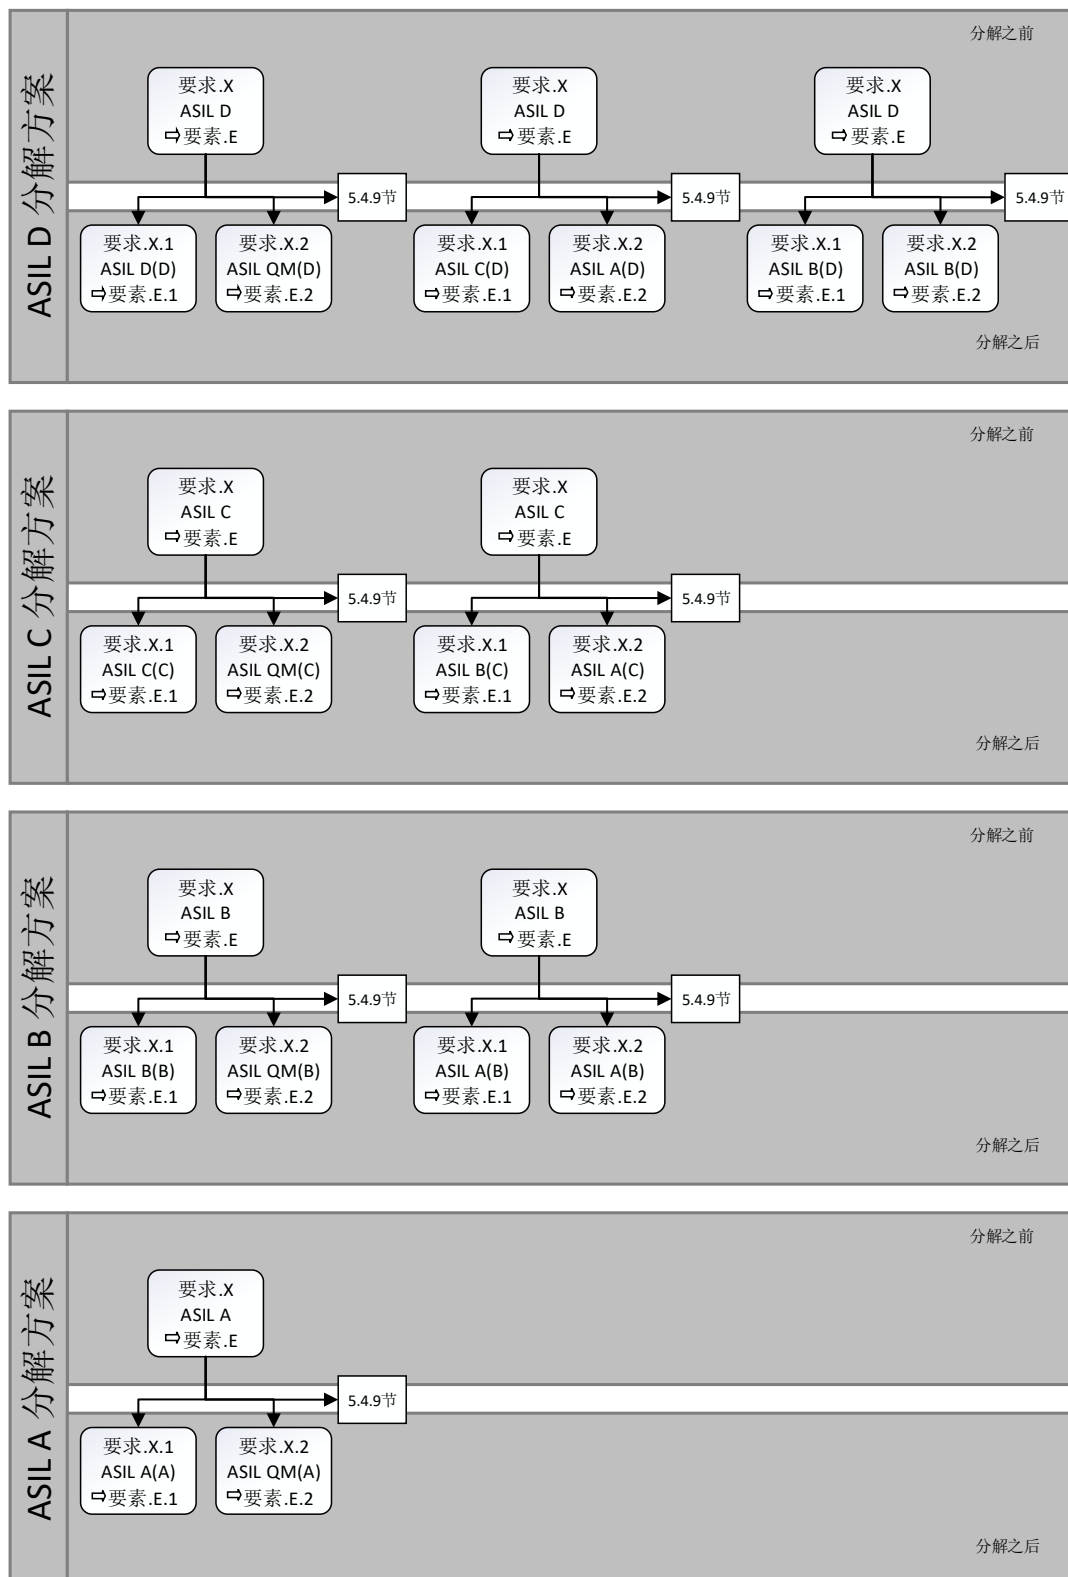 ASIL D 分解方案
分解之前
要求.X
ASIL D
⇨要素.E
要求.X
ASIL D
⇨要素.E
要求.X
ASIL D
⇨要素.E
5.4.9节
5.4.9节
5.4.9节
要求.X.1
ASIL D(D)
⇨要素.E.1
要求.X.2
ASIL QM(D)
⇨要素.E.2
要求.X.1
ASIL C(D)
⇨要素.E.1
要求.X.2
ASIL A(D)
⇨要素.E.2
要求.X.1
ASIL B(D)
⇨要素.E.1
要求.X.2
ASIL B(D)
⇨要素.E.2
分解之后
ASIL C 分解方案
分解之前
要求.X
ASIL C
⇨要素.E
要求.X
ASIL C
⇨要素.E
5.4.9节
5.4.9节
要求.X.1
ASIL C(C)
⇨要素.E.1
要求.X.2
ASIL QM(C)
⇨要素.E.2
要求.X.1
ASIL B(C)
⇨要素.E.1
要求.X.2
ASIL A(C)
⇨要素.E.2
分解之后
ASIL B 分解方案
分解之前
要求.X
ASIL B
⇨要素.E
要求.X
ASIL B
⇨要素.E
5.4.9节
5.4.9节
要求.X.1
ASIL B(B)
⇨要素.E.1
要求.X.2
ASIL QM(B)
⇨要素.E.2
要求.X.1
ASIL A(B)
⇨要素.E.1
要求.X.2
ASIL A(B)
⇨要素.E.2
分解之后
ASIL A 分解方案
分解之前
要求.X
ASIL A
⇨要素.E
5.4.9节
要求.X.1
ASIL A(A)
⇨要素.E.1
要求.X.2
ASIL QM(A)
⇨要素.E.2
分解之后